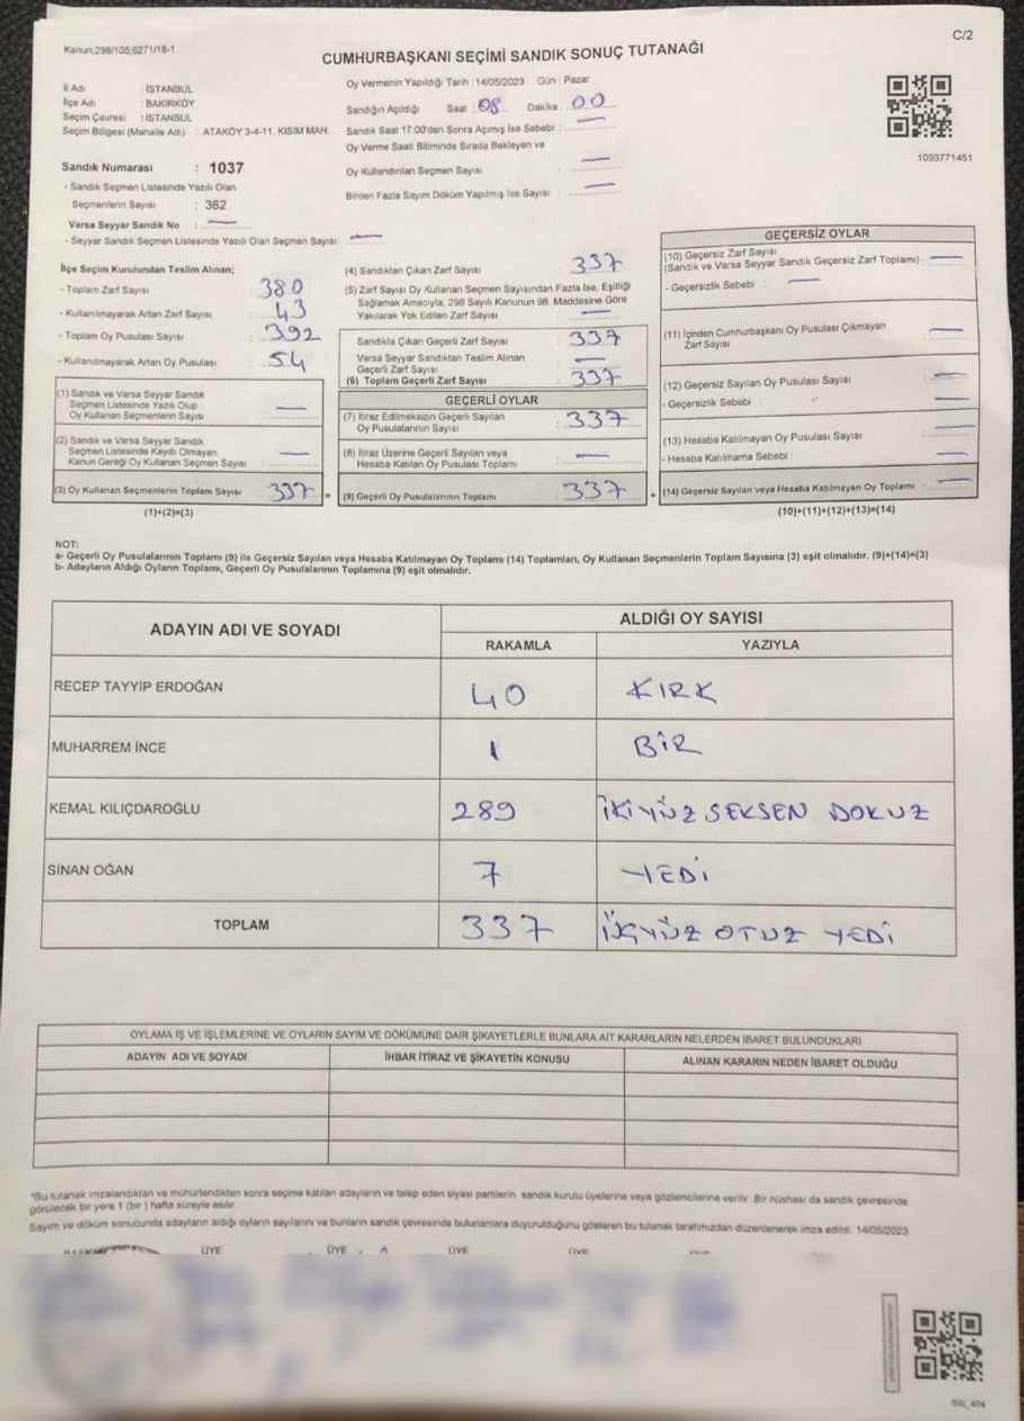 Kanun:298/105;6271/18-1
C/2
CUMHURBAŞKANI SEÇİMİ SANDIK SONUÇ TUTANAĞI
İl Adı : İSTANBUL
İlçe Adı : BAKIRKÖY
Seçim Çevresi : İSTANBUL
Seçim Bölgesi (Mahalle Adı) : ATAKÖY 3-4-11. KISIM MAH.
Oy Vermenin Yapıldığı Tarih : 14/05/2023 Gün : Pazar
Sandığın Açıldığı Saat : 08 Dakika : 00
Sandık Saat 17:00'den Sonra Açılmış İse Sebebi : —
Oy Verme Saati Bitiminde Sırada Bekleyen ve
Oy Kullandırılan Seçmen Sayısı : —
Birden Fazla Sayım Döküm Yapılmış İse Sayısı : —
1093771451
Sandık Numarası : 1037
- Sandık Seçmen Listesinde Yazılı Olan
Seçmenlerin Sayısı : 362
Varsa Seyyar Sandık No : —
- Seyyar Sandık Seçmen Listesinde Yazılı Olan Seçmen Sayısı : —
İlçe Seçim Kurulundan Teslim Alınan;
- Toplam Zarf Sayısı : 380
- Kullanılmayarak Artan Zarf Sayısı : 43
- Toplam Oy Pusulası Sayısı : 392
- Kullanılmayarak Artan Oy Pusulası : 54
(1) Sandık ve Varsa Seyyar Sandık
Seçmen Listesinde Yazılı Olup
Oy Kullanan Seçmenlerin Sayısı —
(2) Sandık ve Varsa Seyyar Sandık
Seçmen Listesinde Kaydı Olmayan
Kanun Gereği Oy Kullanan Seçmen Sayısı —
(3) Oy Kullanan Seçmenlerin Toplam Sayısı 337
(1)+(2)=(3)
(4) Sandıktan Çıkan Zarf Sayısı 337
(5) Zarf Sayısı Oy Kullanan Seçmen Sayısından Fazla İse, Eşitliği
Sağlamak Amacıyla, 298 Sayılı Kanunun 98. Maddesine Göre
Yakılarak Yok Edilen Zarf Sayısı —
Sandıkta Çıkan Geçerli Zarf Sayısı 337
Varsa Seyyar Sandıktan Teslim Alınan
Geçerli Zarf Sayısı —
(6) Toplam Geçerli Zarf Sayısı 337
GEÇERLİ OYLAR
(7) İtiraz Edilmeksizin Geçerli Sayılan
Oy Pusulalarının Sayısı 337
(8) İtiraz Üzerine Geçerli Sayılan veya
Hesaba Katılan Oy Pusulası Toplamı —
(9) Geçerli Oy Pusulalarının Toplamı 337
GEÇERSİZ OYLAR
(10) Geçersiz Zarf Sayısı
(Sandık ve Varsa Seyyar Sandık Geçersiz Zarf Toplamı) —
- Geçersizlik Sebebi : —
(11) İçinden Cumhurbaşkanı Oy Pusulası Çıkmayan
Zarf Sayısı —
(12) Geçersiz Sayılan Oy Pusulası Sayısı —
- Geçersizlik Sebebi : —
(13) Hesaba Katılmayan Oy Pusulası Sayısı —
- Hesaba Katılmama Sebebi : —
(14) Geçersiz Sayılan veya Hesaba Katılmayan Oy Toplamı —
(10)+(11)+(12)+(13)=(14)
NOT:
a- Geçerli Oy Pusulalarının Toplamı (9) ile Geçersiz Sayılan veya Hesaba Katılmayan Oy Toplamı (14) Toplamları, Oy Kullanan Seçmenlerin Toplam Sayısına (3) eşit olmalıdır. (9)+(14)=(3)
b- Adayların Aldığı Oyların Toplamı, Geçerli Oy Pusulalarının Toplamına (9) eşit olmalıdır.
ADAYIN ADI VE SOYADI
ALDIĞI OY SAYISI
RAKAMLA YAZIYLA
RECEP TAYYİP ERDOĞAN 40 KIRK
MUHARREM İNCE 1 BİR
KEMAL KILIÇDAROĞLU 289 İKİYÜZ SEKSEN DOKUZ
SİNAN OĞAN 7 YEDİ
TOPLAM 337 ÜÇYÜZ OTUZ YEDİ
OYLAMA İŞ VE İŞLEMLERİNE VE OYLARIN SAYIM VE DÖKÜMÜNE DAİR ŞİKAYETLERLE BUNLARA AİT KARARLARIN NELERDEN İBARET BULUNDUKLARI
ADAYIN ADI VE SOYADI İHBAR İTİRAZ VE ŞİKAYETİN KONUSU ALINAN KARARIN NEDEN İBARET OLDUĞU
*Bu tutanak imzalandıktan ve mühürlendikten sonra seçime katılan adayların ve talep eden siyasi partilerin sandık kurulu üyelerine veya gözlemcilerine verilir. Bir nüshası da sandık çevresinde
görülecek bir yere 1 (bir) hafta süreyle asılır.
Sayım ve döküm sonucunda adayların aldığı oyların sayılarını ve bunların sandık çevresinde bulunanlara duyurulduğunu gösteren bu tutanak tarafımızdan düzenlenerek imza edildi. 14/05/2023
ÜYE ÜYE ÜYE